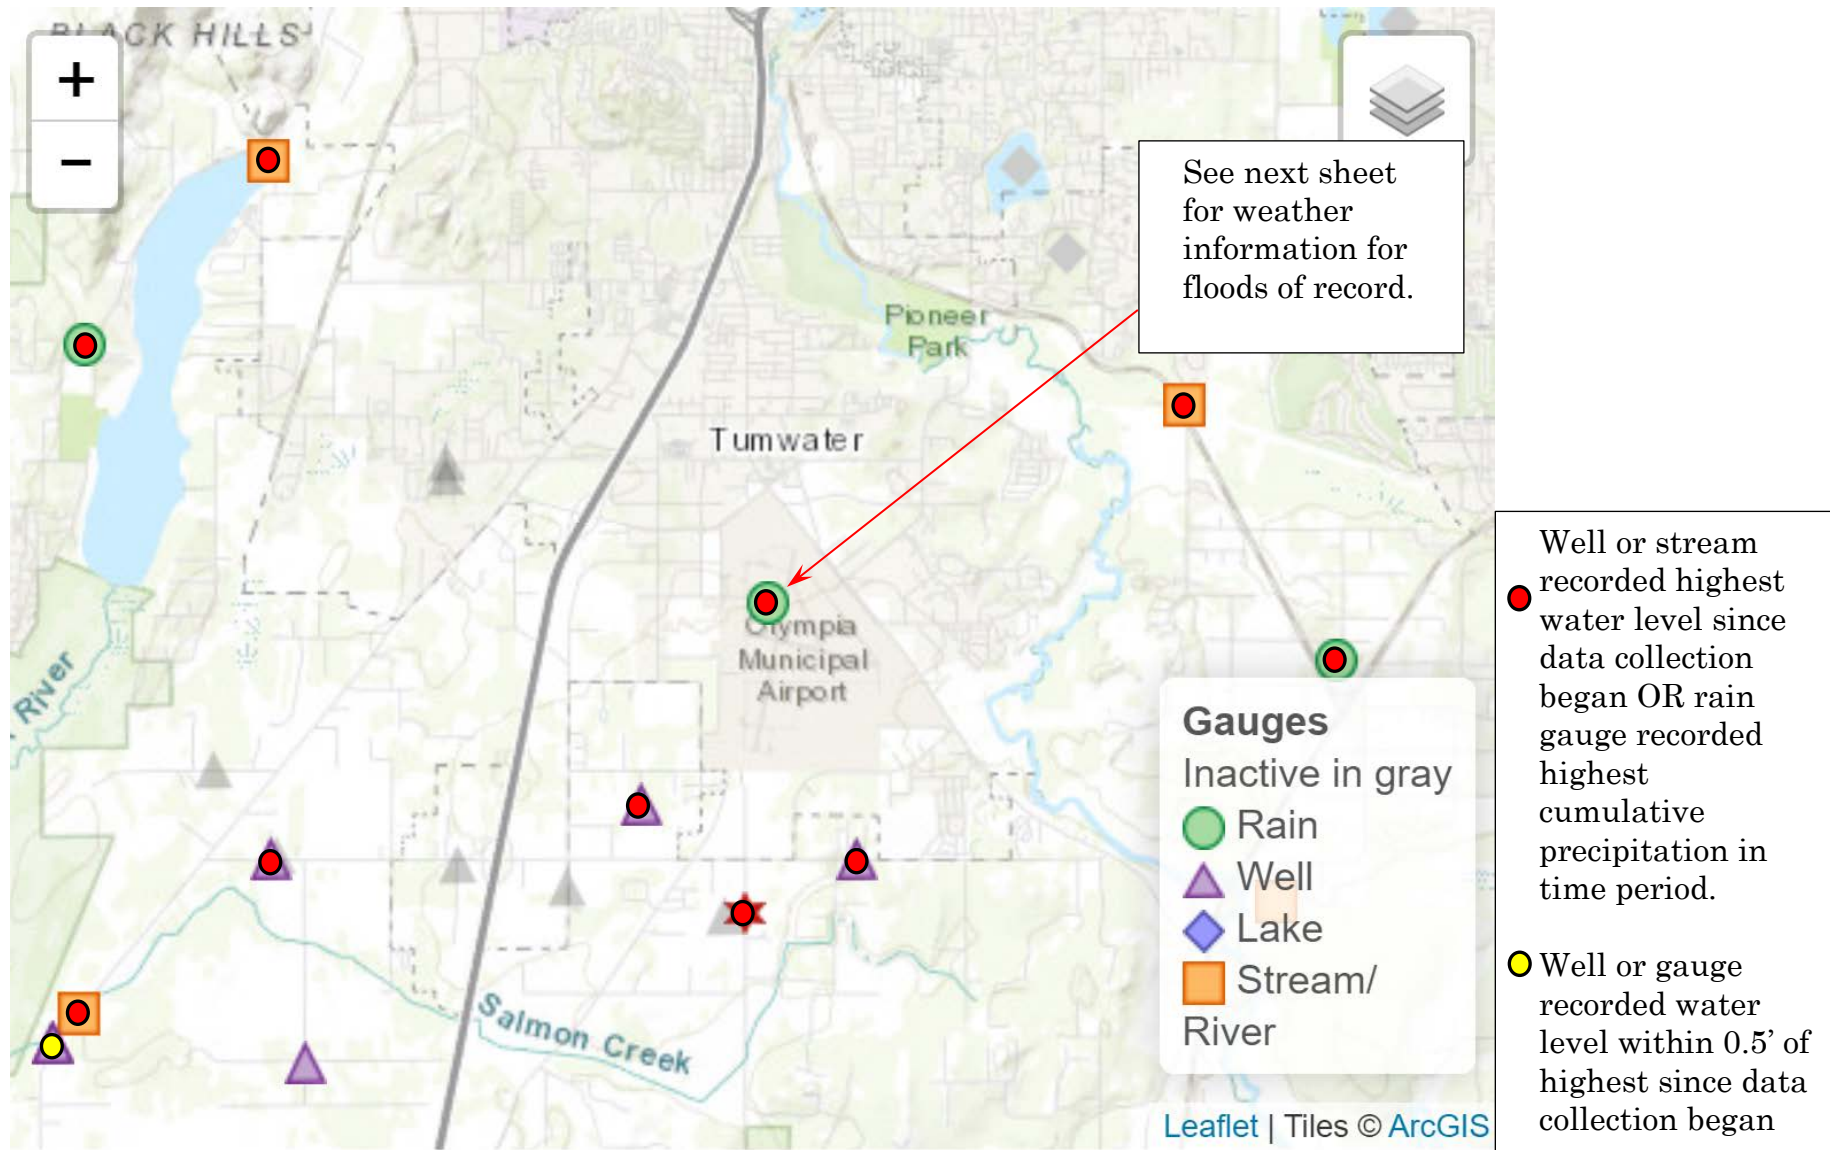 BLACK HILLS
+
−
See next sheet
for weather
information for
floods of record.
Pioneer
Park
Tumwater
Olympia
Municipal
Airport
River
Salmon Creek
Gauges
Inactive in gray
Rain
Well
Lake
Stream/
River
Leaflet | Tiles © ArcGIS
Well or stream
recorded highest
water level since
data collection
began OR rain
gauge recorded
highest
cumulative
precipitation in
time period.
Well or gauge
recorded water
level within 0.5’ of
highest since data
collection began